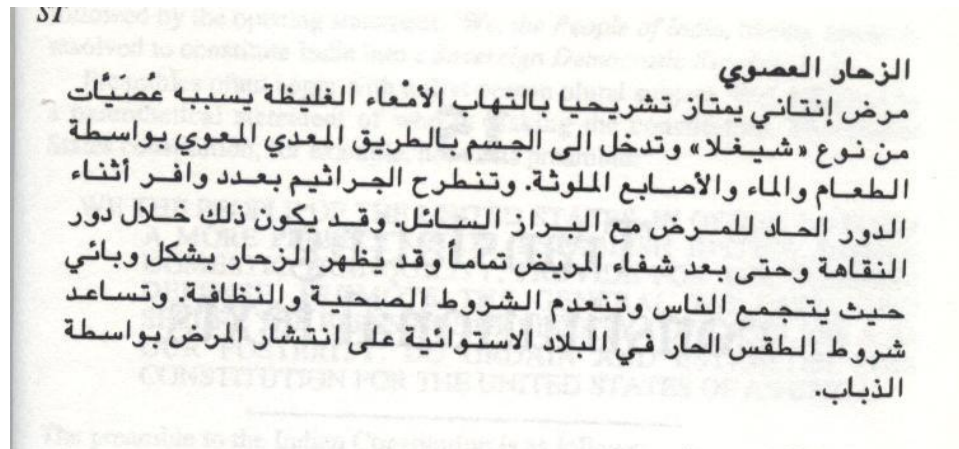 الزحار العصوي
مرض إنتاني يمتاز تشريحيا بالتهاب الأمعاء الغليظة بسبب عُصَيَّات
من نوع «شيغلا» وتدخل الى الجسم بالطريق المعدي المعوي بواسطة
الطعام والماء والأصابع الملوثة. وتنطرح الجراثيم بعدد وافر أثناء
الدور الحاد للمرض مع البراز السائل. وقد يكون ذلك خلال دور
النقاهة وحتى بعد شفاء المريض تماما وقد يظهر الزحار بشكل وبائي
حيث يتجمع الناس وتنعدم الشروط الصحية والنظافة. وتساعد
شروط الطقس الحار في البلاد الاستوائية على انتشار المرض بواسطة
الذباب.